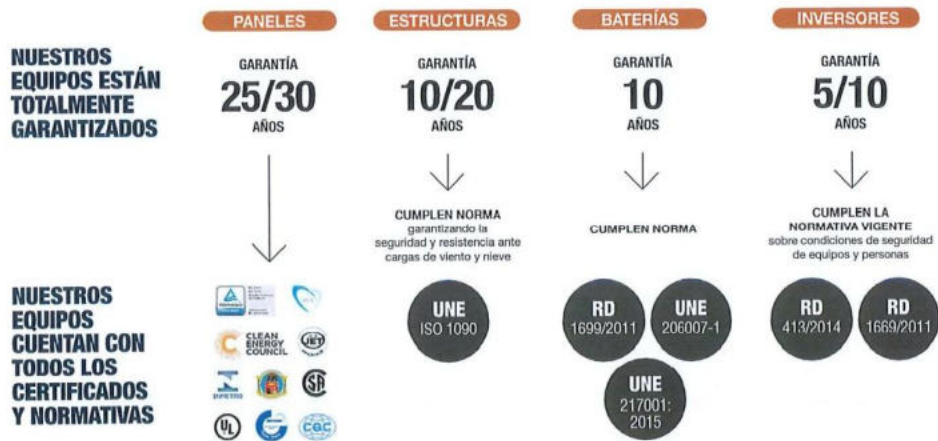 PANELES
ESTRUCTURAS
BATERÍAS
INVERSORES
NUESTROS
EQUIPOS ESTÁN
TOTALMENTE
GARANTIZADOS
GARANTÍA
25/30
AÑOS
GARANTÍA
10/20
AÑOS
GARANTÍA
10
AÑOS
GARANTÍA
5/10
AÑOS
CUMPLEN NORMA
garantizando la
seguridad y resistencia ante
cargas de viento y nieve
CUMPLEN NORMA
CUMPLEN LA
NORMATIVA VIGENTE
sobre condiciones de seguridad
de equipos y personas
NUESTROS
EQUIPOS
CUENTAN CON
TODOS LOS
CERTIFICADOS
Y NORMATIVAS
CLEAN
ENERGY
COUNCIL
JET
INMETRO
UL
CQC
UNE
ISO 1090
RD
1699/2011
UNE
206007-1
UNE
217001:
2015
RD
413/2014
RD
1669/2011